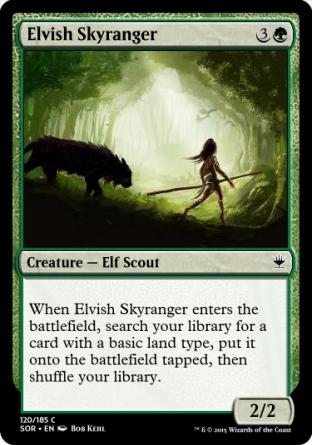 Elvish Skyranger 3
Creature — Elf Scout
When Elvish Skyranger enters the
battlefield, search your library for a
card with a basic land type, put it
onto the battlefield tapped, then
shuffle your library.
2/2
120/185 C
SOR • EN Bob Kehl
™ & © 2015 Wizards of the Coast